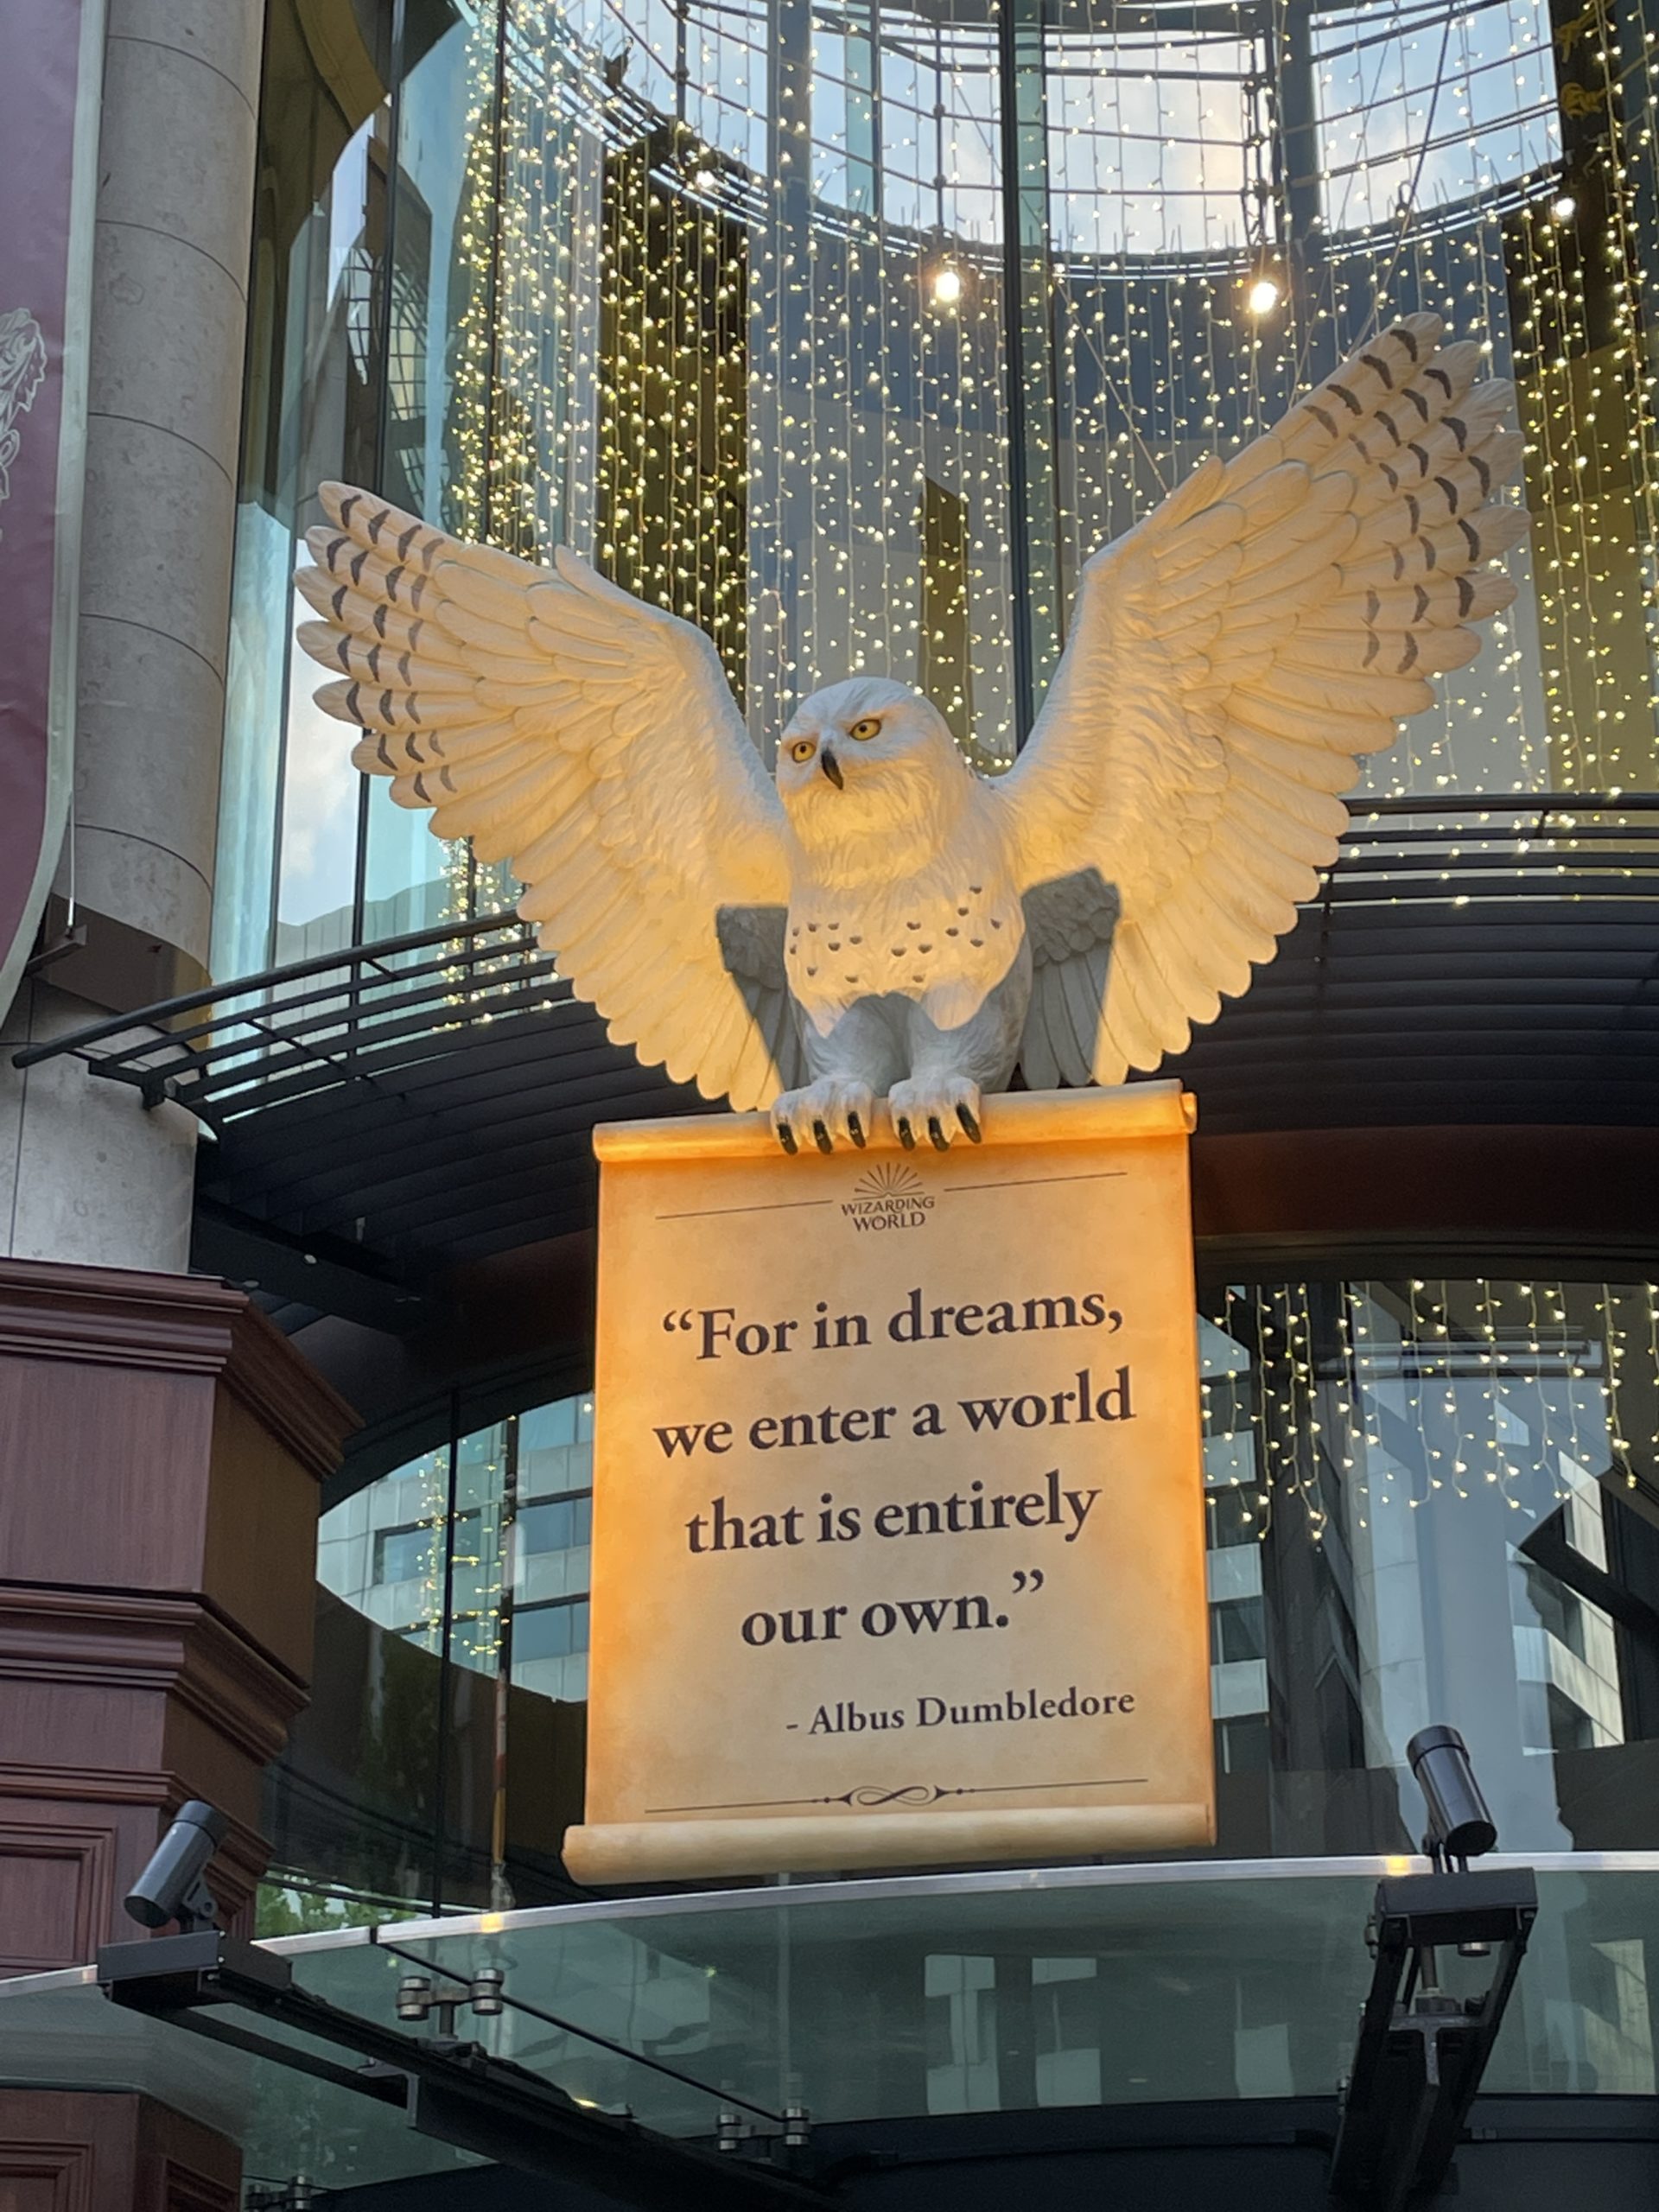 WIZARDING
WORLD
“For in dreams,
we enter a world
that is entirely
our own.”
- Albus Dumbledore